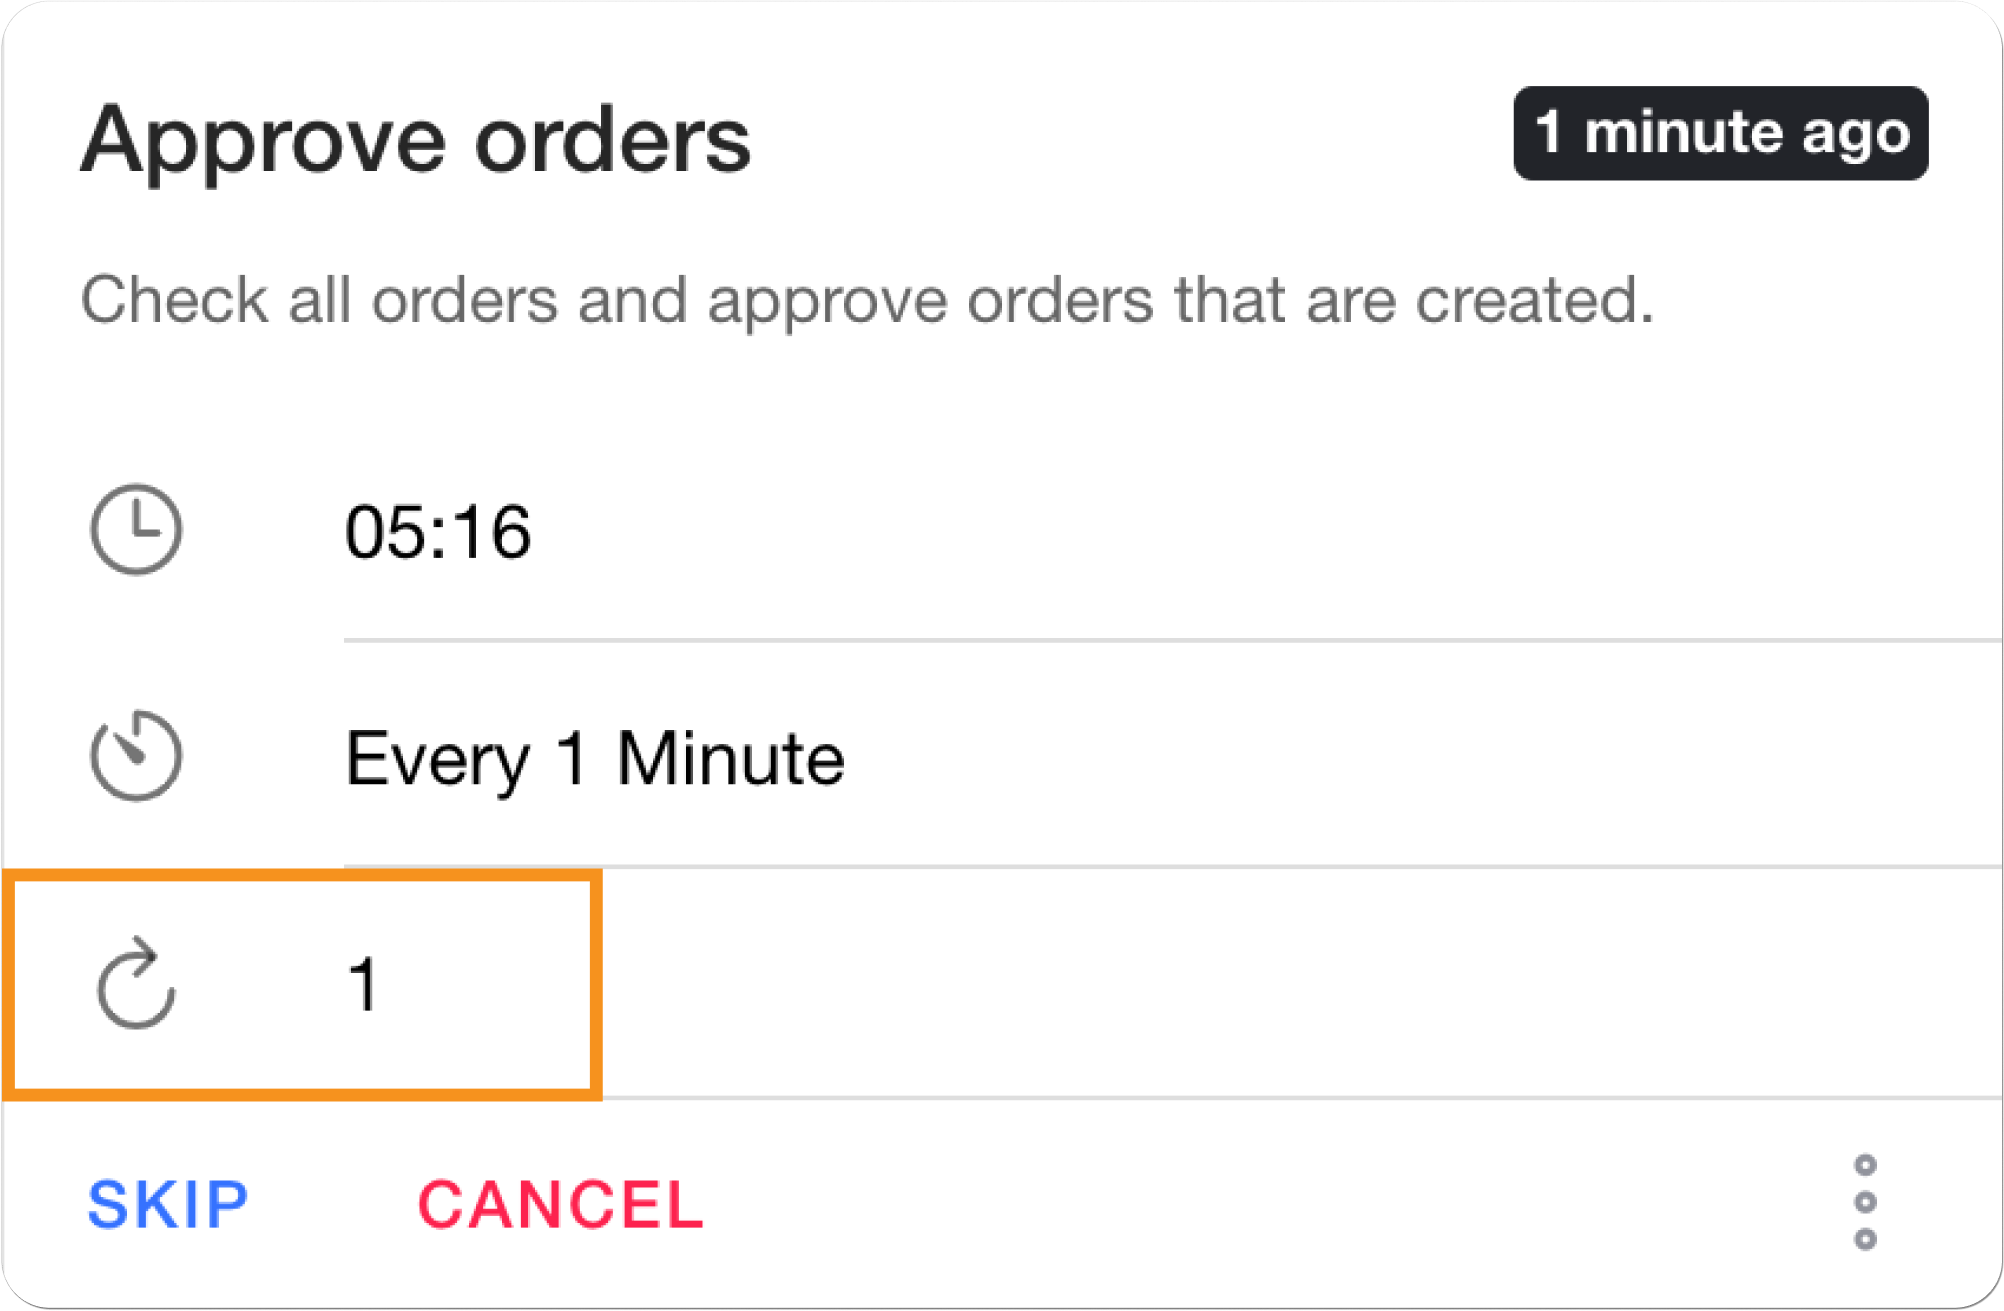 Approve orders
1 minute ago
Check all orders and approve orders that are created.
05:16
Every 1 Minute
1
SKIP
CANCEL